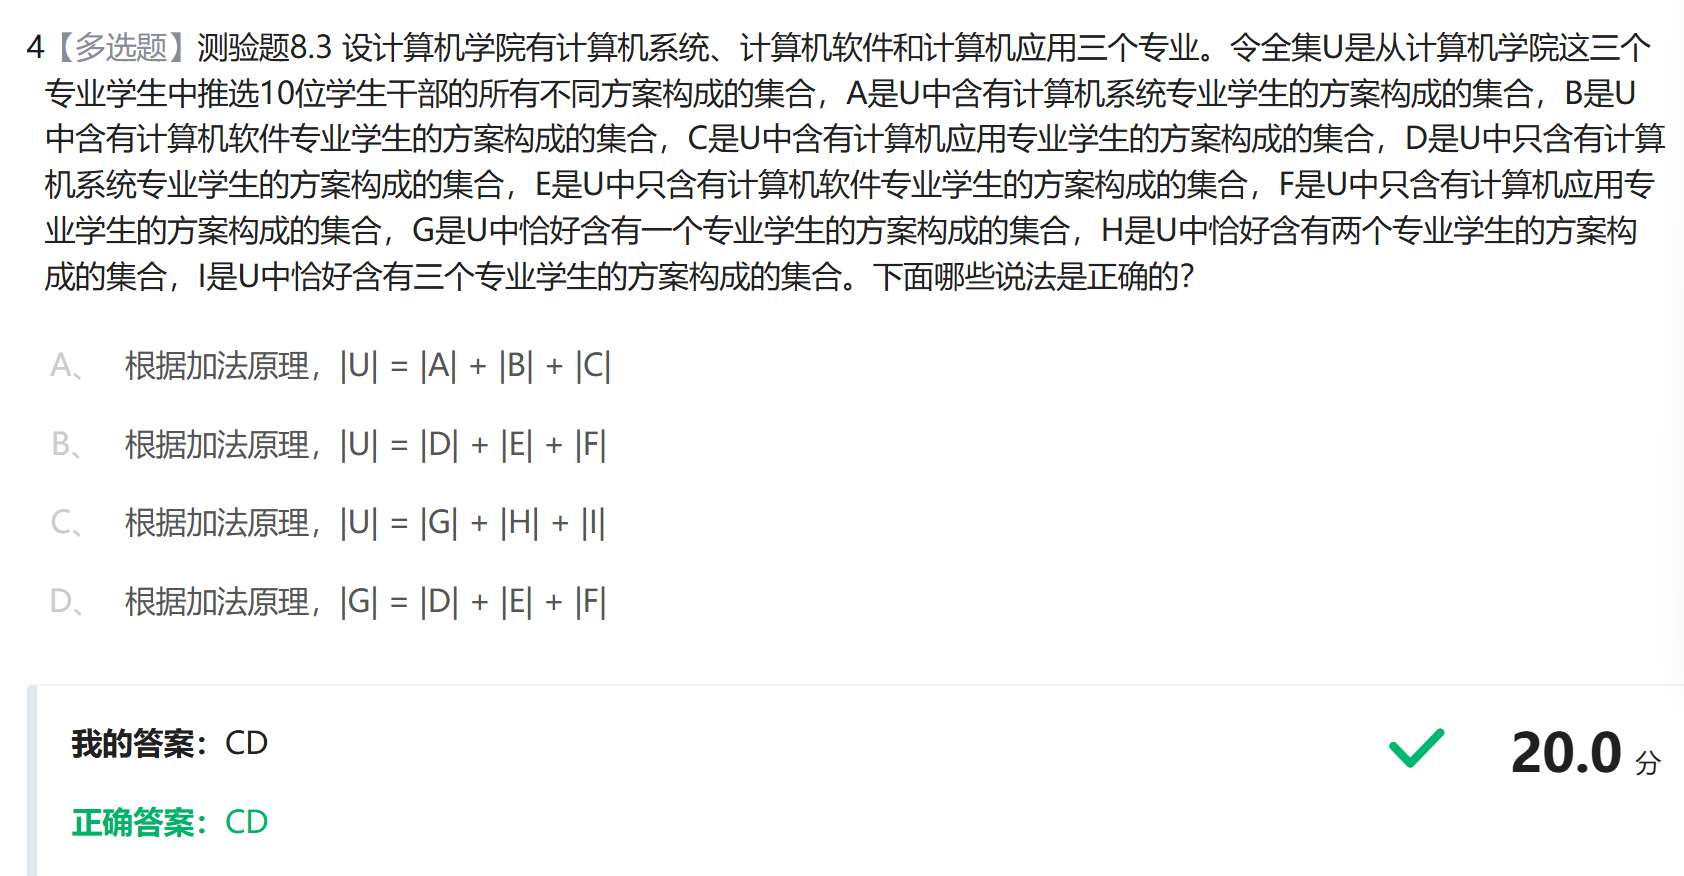 4【多选题】测验题8.3 设计算机学院有计算机系统、计算机软件和计算机应用三个专业。令全集U是从计算机学院这三个
专业学生中推选10位学生干部的所有不同方案构成的集合，A是U中含有计算机系统专业学生的方案构成的集合，B是U
中含有计算机软件专业学生的方案构成的集合，C是U中含有计算机应用专业学生的方案构成的集合，D是U中只含有计算
机系统专业学生的方案构成的集合，E是U中只含有计算机软件专业学生的方案构成的集合，F是U中只含有计算机应用专
业学生的方案构成的集合，G是U中恰好含有一个专业学生的方案构成的集合，H是U中恰好含有两个专业学生的方案构
成的集合，I是U中恰好含有三个专业学生的方案构成的集合。下面哪些说法是正确的？
A、 根据加法原理，|U| = |A| + |B| + |C|
B、 根据加法原理，|U| = |D| + |E| + |F|
C、 根据加法原理，|U| = |G| + |H| + |I|
D、 根据加法原理，|G| = |D| + |E| + |F|
我的答案：CD 20.0 分
正确答案：CD